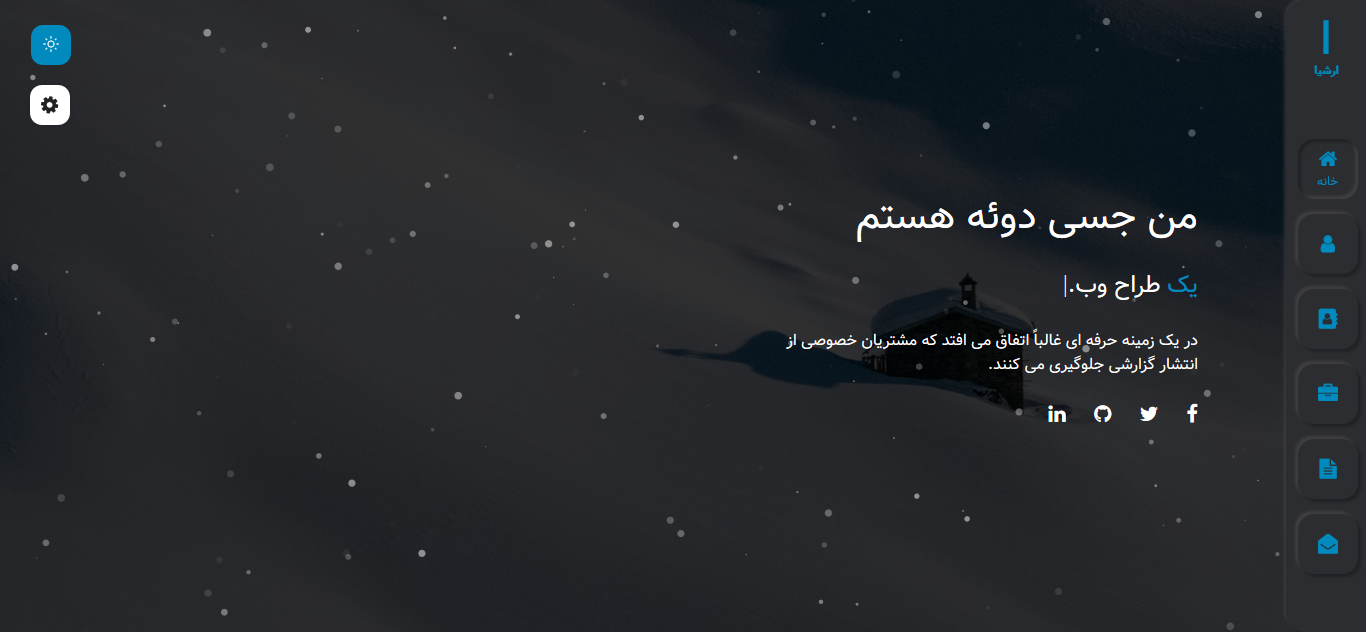 ارشیا
خانه
من جسی دوئه هستم
یک طراح وب.|
در یک زمینه حرفه ای غالباً اتفاق می افتد که مشتریان خصوصی از
انتشار گزارشی جلوگیری می کنند.